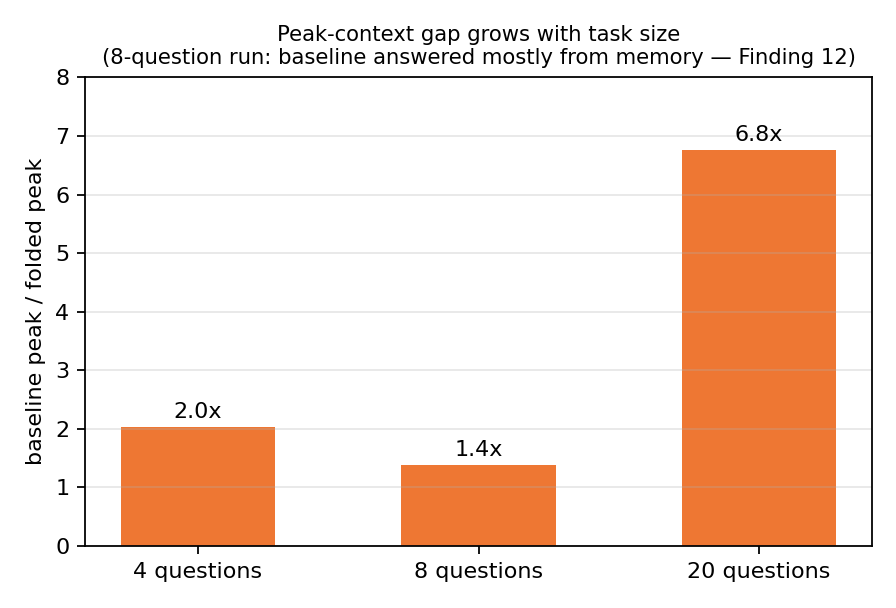 Peak-context gap grows with task size
(8-question run: baseline answered mostly from memory — Finding 12)
baseline peak / folded peak
8
7
6
5
4
3
2
1
0
2.0x
1.4x
6.8x
4 questions
8 questions
20 questions